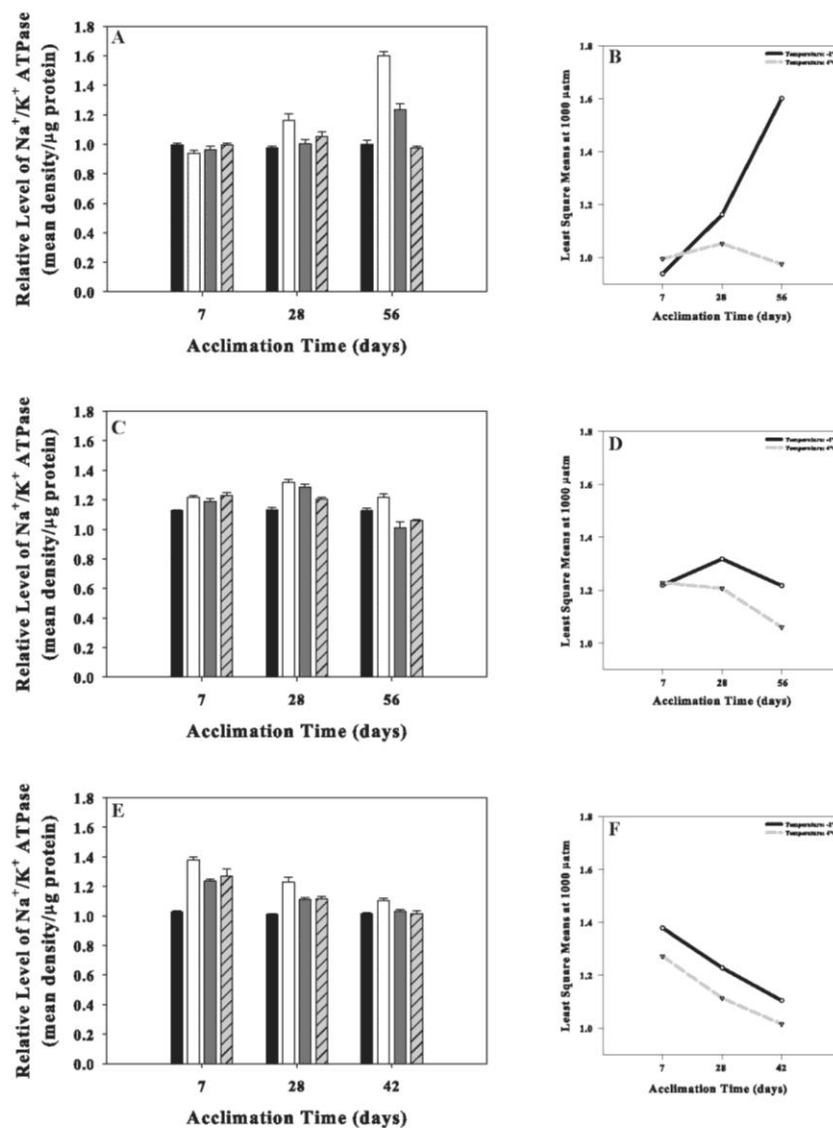 A
Relative Level of Na+/K+ ATPase
(mean density/µg protein)
1.8
1.6
1.4
1.2
1.0
0.8
0.6
0.4
0.2
0.0
7 28 56
Acclimation Time (days)
B
Temperature:
Temperature:
Least Square Means at 1000 µatm
1.8
1.6
1.4
1.2
1.0
7 28 56
Acclimation Time (days)
C
Relative Level of Na+/K+ ATPase
(mean density/µg protein)
1.8
1.6
1.4
1.2
1.0
0.8
0.6
0.4
0.2
0.0
7 28 56
Acclimation Time (days)
D
Temperature:
Temperature:
Least Square Means at 1000 µatm
1.8
1.6
1.4
1.2
1.0
7 28 56
Acclimation Time (days)
E
Relative Level of Na+/K+ ATPase
(mean density/µg protein)
1.8
1.6
1.4
1.2
1.0
0.8
0.6
0.4
0.2
0.0
7 28 42
Acclimation Time (days)
F
Temperature:
Temperature:
Least Square Means at 1000 µatm
1.8
1.6
1.4
1.2
1.0
7 28 42
Acclimation Time (days)